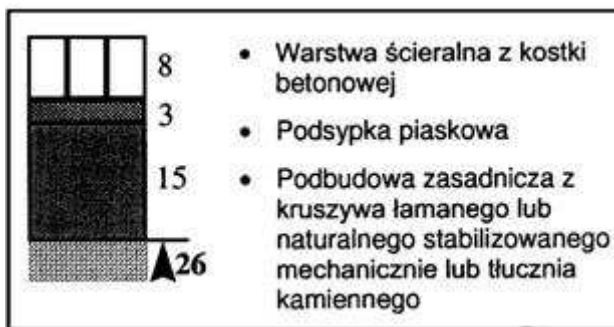 8
3
15
26
• Warstwa ścieralna z kostki
betonowej
• Podsypka piaskowa
• Podbudowa zasadnicza z
kruszywa łamanego lub
naturalnego stabilizowanego
mechanicznie lub tłucznia
kamiennego